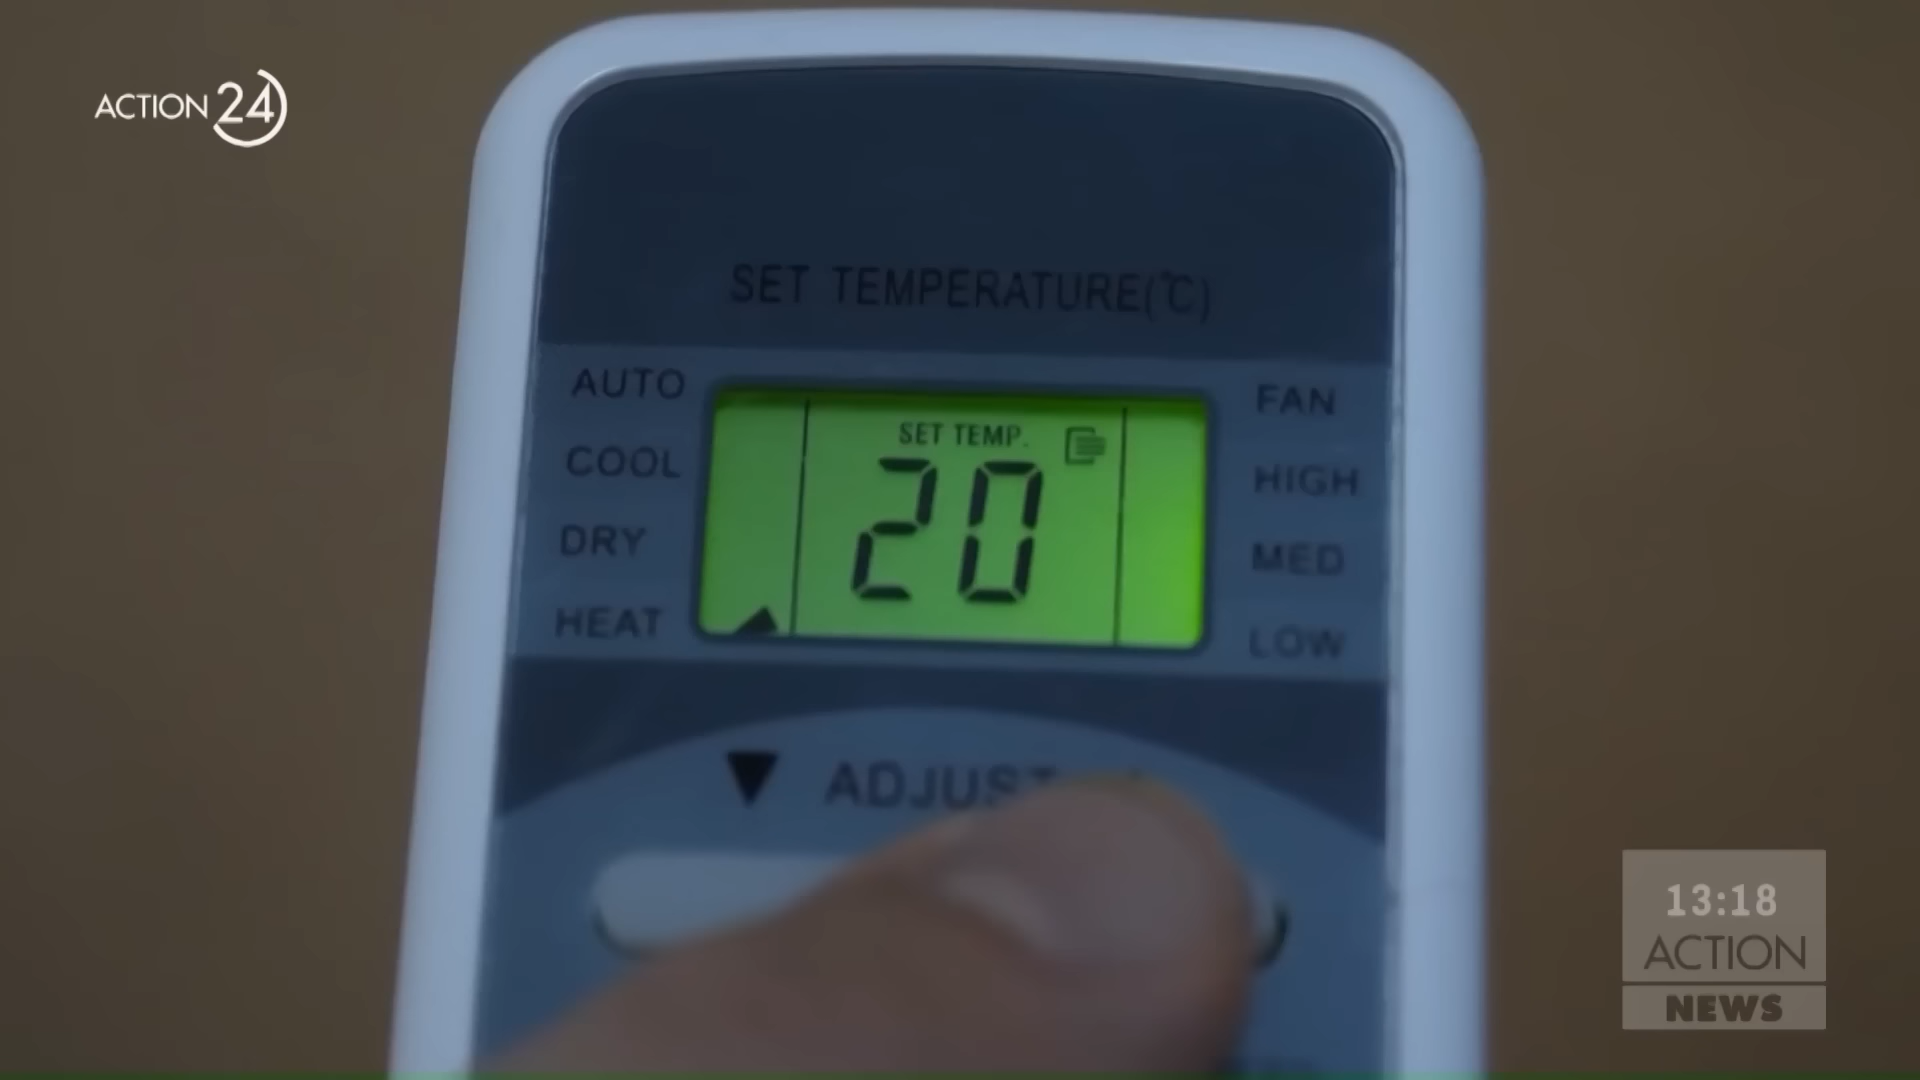 ACTION 24
SET TEMPERATURE(°C)
AUTO
COOL
DRY
HEAT
SET TEMP.
20
FAN
HIGH
MED
LOW
ADJUST
13:18
ACTION
NEWS